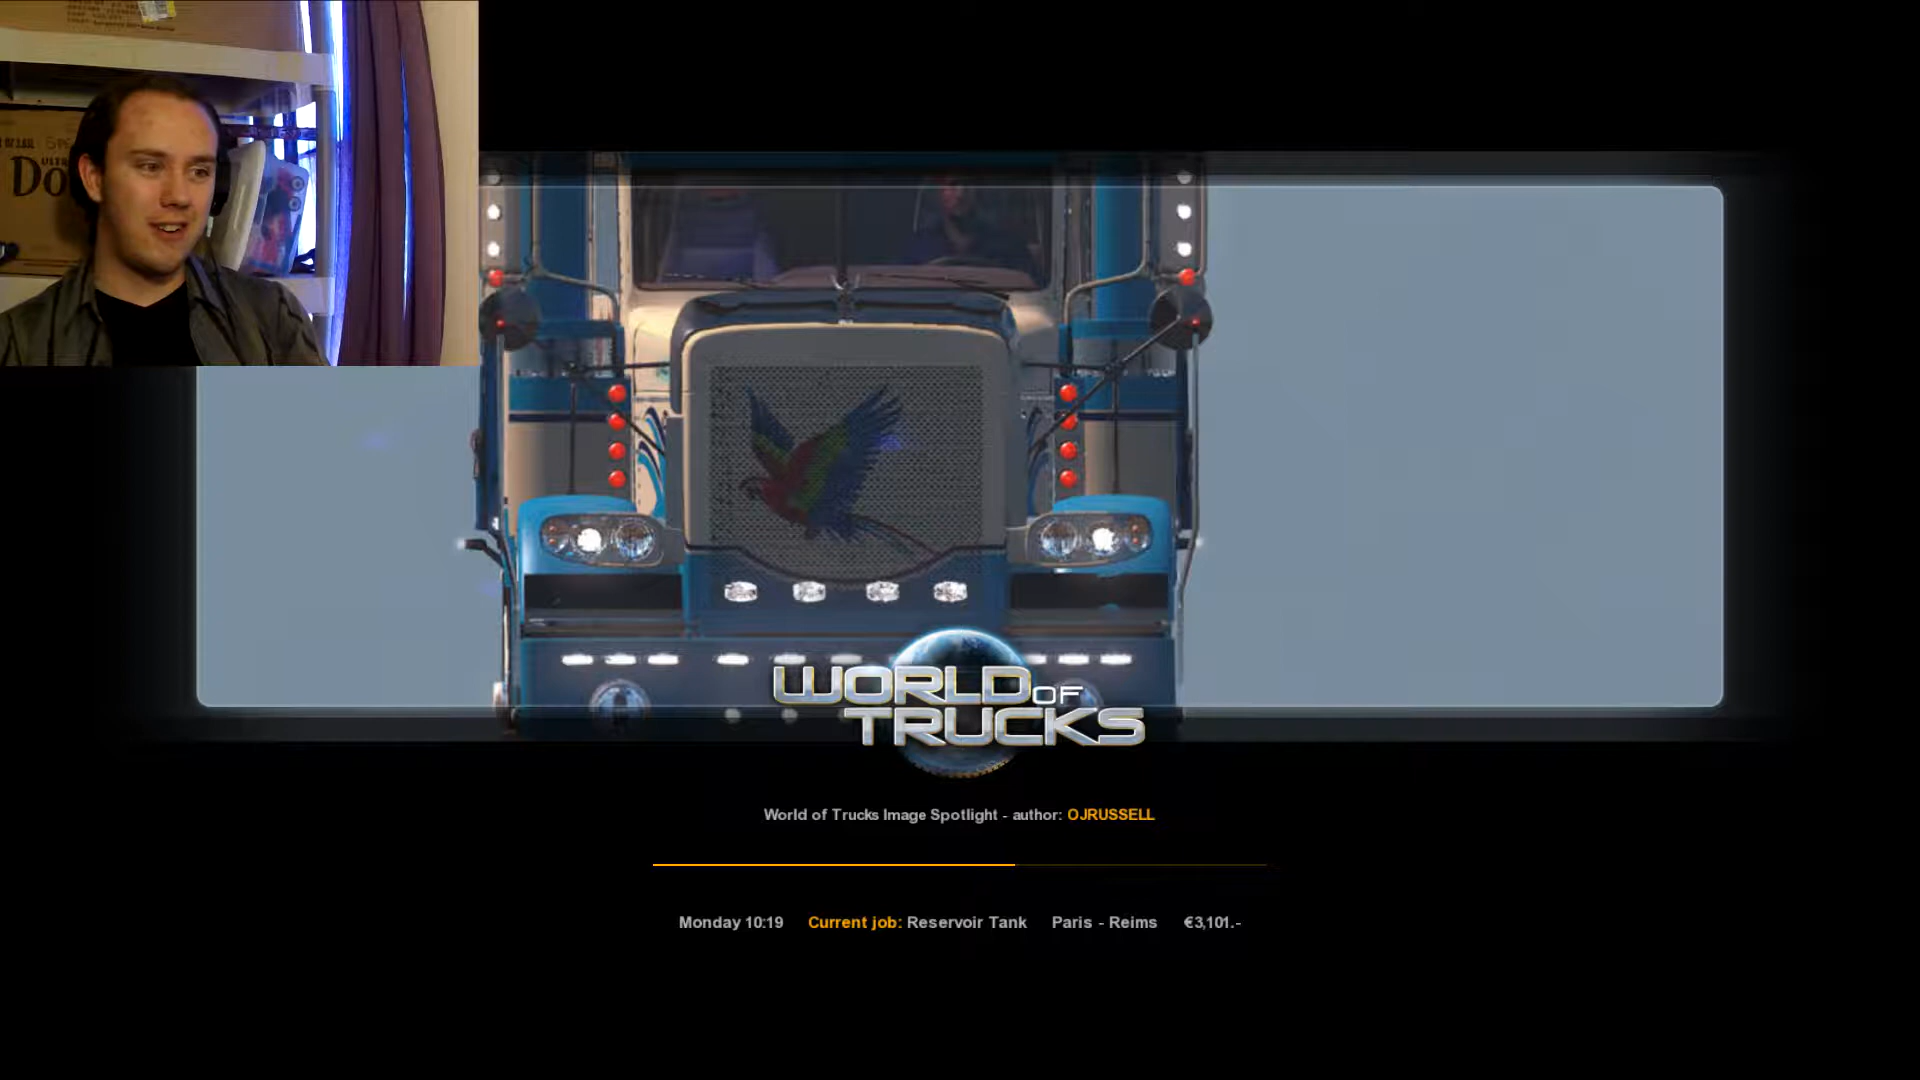 Do
WORLD OF
TRUCKS
World of Trucks Image Spotlight - author: OJRUSSELL
Monday 10:19 Current job: Reservoir Tank Paris - Reims €3,101.-